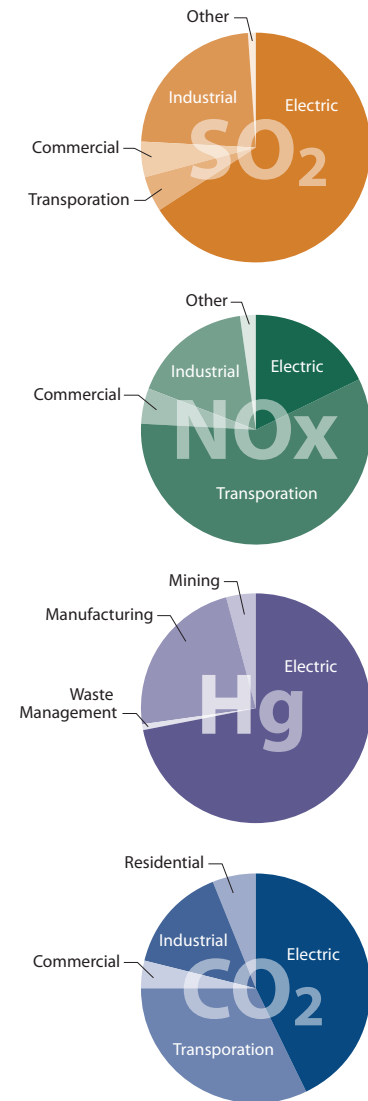 Other
Industrial
Electric
Commercial
SO2
Transporation
Other
Industrial
Electric
Commercial
NOx
Transporation
Mining
Manufacturing
Electric
Waste
Management
Hg
Residential
Industrial
Electric
Commercial
CO2
Transporation